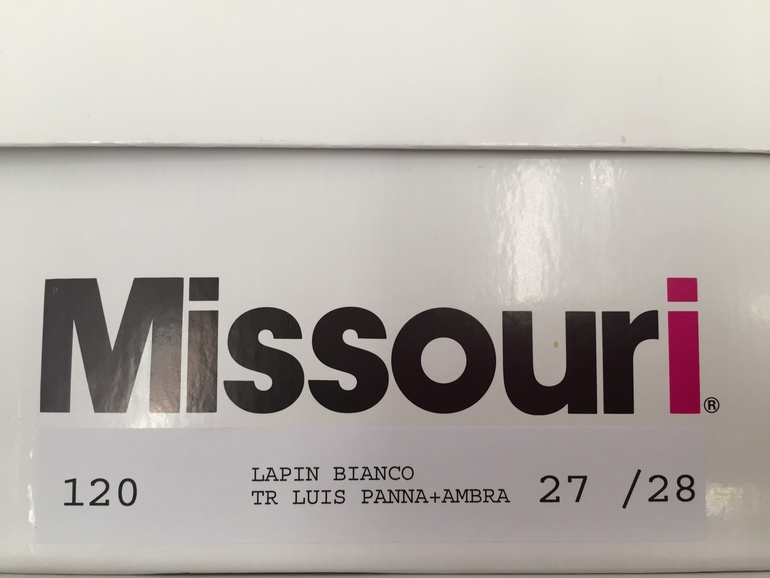 Missouri®
120
LAPIN BIANCO
TR LUIS PANNA+AMBRA
27 /28